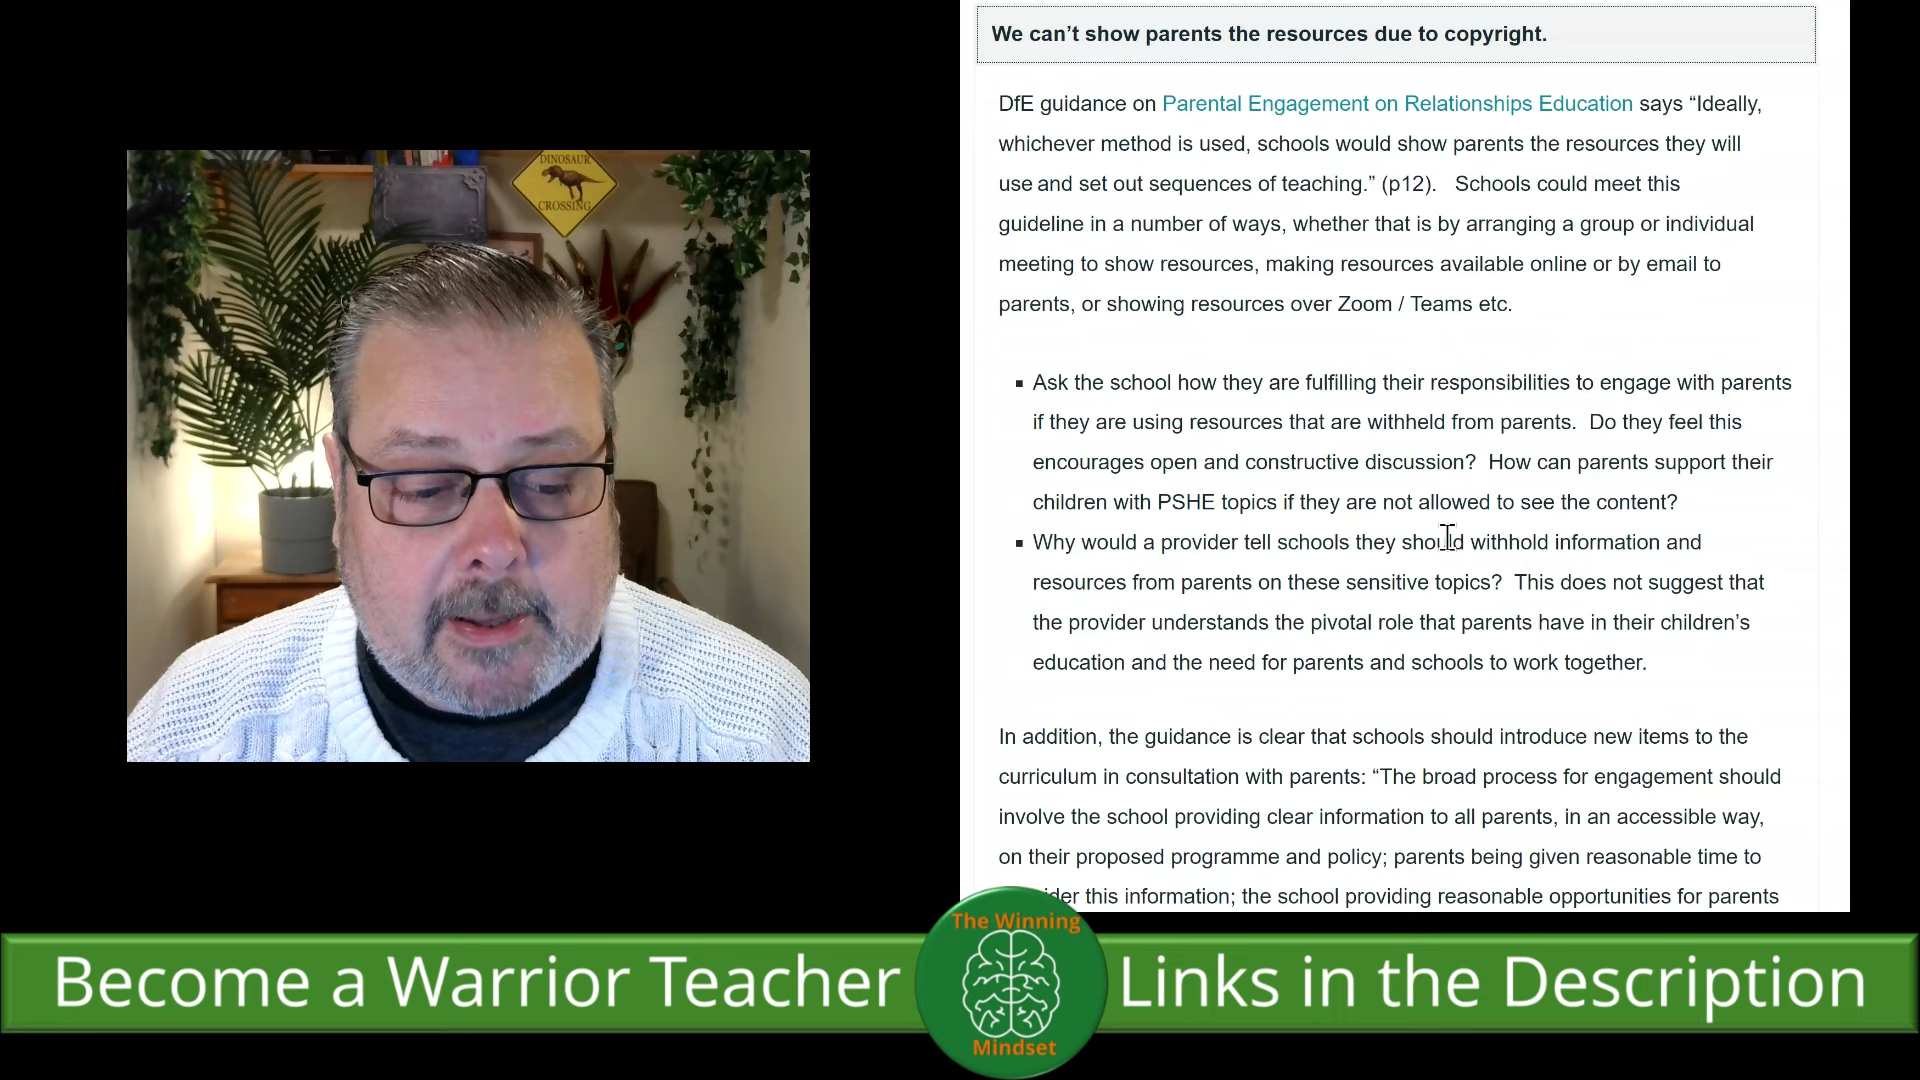 DINOSAUR
CROSSING
We can’t show parents the resources due to copyright.
DfE guidance on Parental Engagement on Relationships Education says “Ideally,
whichever method is used, schools would show parents the resources they will
use and set out sequences of teaching.” (p12). Schools could meet this
guideline in a number of ways, whether that is by arranging a group or individual
meeting to show resources, making resources available online or by email to
parents, or showing resources over Zoom / Teams etc.
▪ Ask the school how they are fulfilling their responsibilities to engage with parents
if they are using resources that are withheld from parents. Do they feel this
encourages open and constructive discussion? How can parents support their
children with PSHE topics if they are not allowed to see the content?
▪ Why would a provider tell schools they should withhold information and
resources from parents on these sensitive topics? This does not suggest that
the provider understands the pivotal role that parents have in their children’s
education and the need for parents and schools to work together.
In addition, the guidance is clear that schools should introduce new items to the
curriculum in consultation with parents: “The broad process for engagement should
involve the school providing clear information to all parents, in an accessible way,
on their proposed programme and policy; parents being given reasonable time to
this information; the school providing reasonable opportunities for parents
Become a Warrior Teacher
The Winning
Mindset
Links in the Description